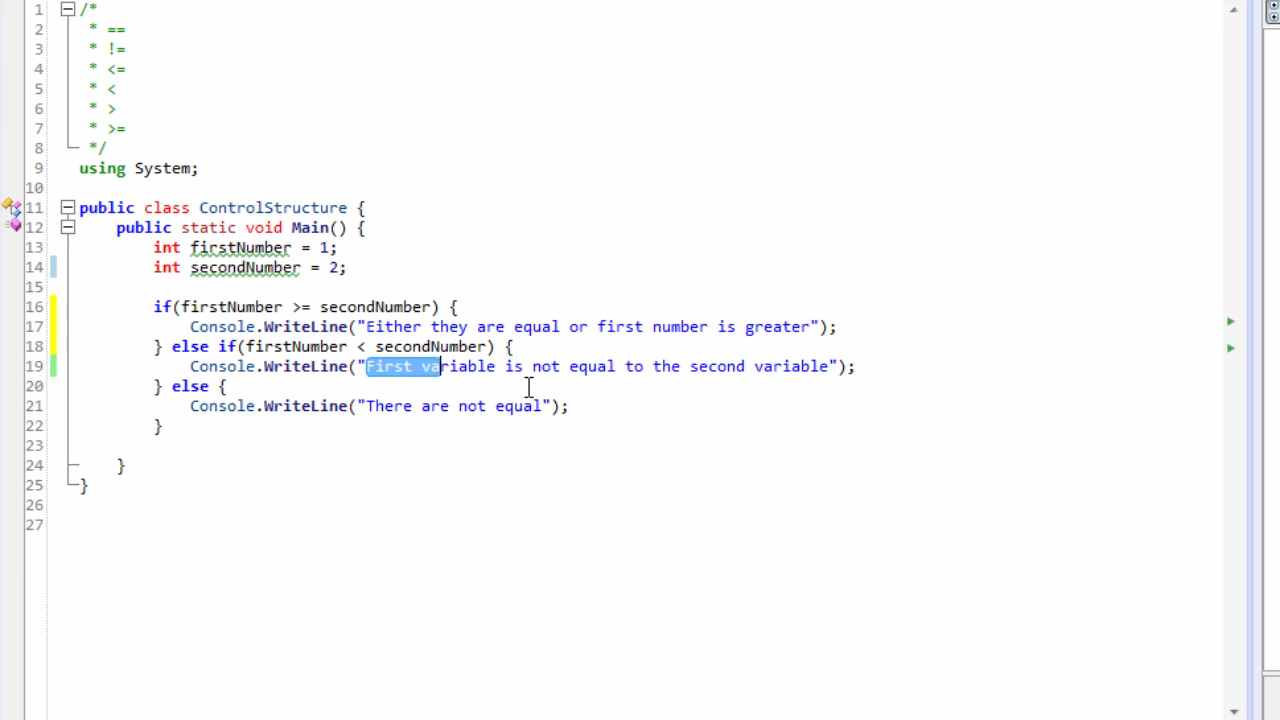 1 /*
2 * ==
3 * !=
4 * <=
5 * <
6 * >
7 * >=
8 */
9 using System;
10
11 public class ControlStructure {
12 public static void Main() {
13 int firstNumber = 1;
14 int secondNumber = 2;
15
16 if(firstNumber >= secondNumber) {
17 Console.WriteLine("Either they are equal or first number is greater");
18 } else if(firstNumber < secondNumber) {
19 Console.WriteLine("First variable is not equal to the second variable");
20 } else {
21 Console.WriteLine("There are not equal");
22 }
23
24 }
25 }
26
27